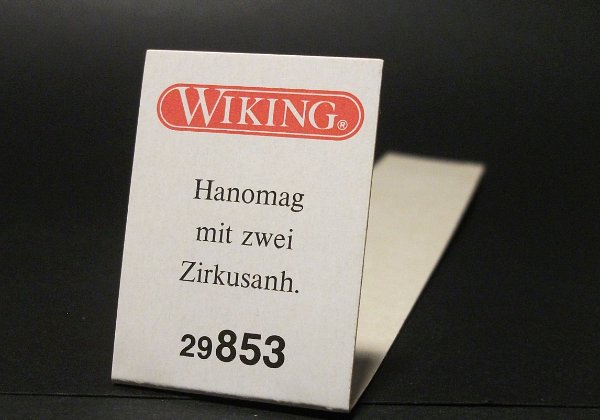 WIKING®
Hanomag
mit zwei
Zirkusanh.
29853